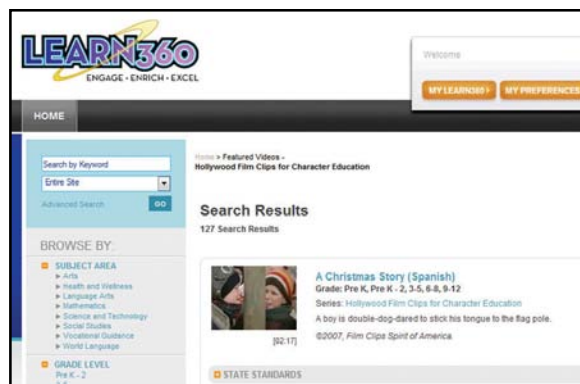 LEARN360
ENGAGE • ENRICH • EXCEL
Welcome
MY LEARN360
MY PREFERENCES
HOME
Search by Keyword
Entire Site
Advanced Search
GO
Home > Featured Videos -
Hollywood Film Clips for Character Education
Search Results
127 Search Results
BROWSE BY:
SUBJECT AREA
Arts
Health and Wellness
Language Arts
Mathematics
Science and Technology
Social Studies
Vocational Guidance
World Language
GRADE LEVEL
Pre K - 2
A Christmas Story (Spanish)
Grade: Pre K, Pre K - 2, 3-5, 6-8, 9-12
Series: Hollywood Film Clips for Character Education
A boy is double-dog-dared to stick his tongue to the flag pole.
[02.17]
©2007, Film Clips Spirit of America.
STATE STANDARDS